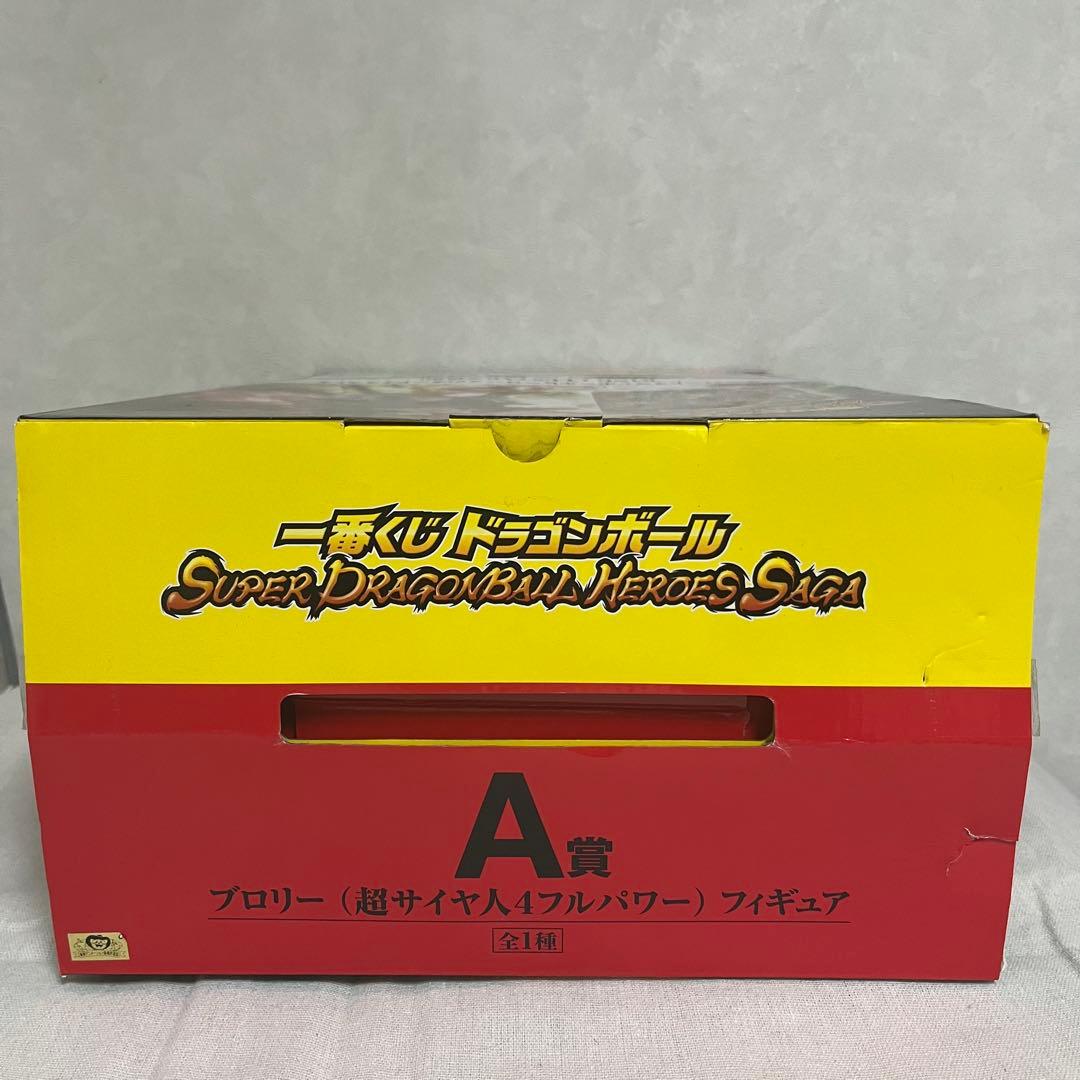 一番くじ ドラゴンボール
SUPER DRAGONBALL HEROES SAGA
A賞
ブロリー（超サイヤ人4フルパワー）フィギュア
全1種